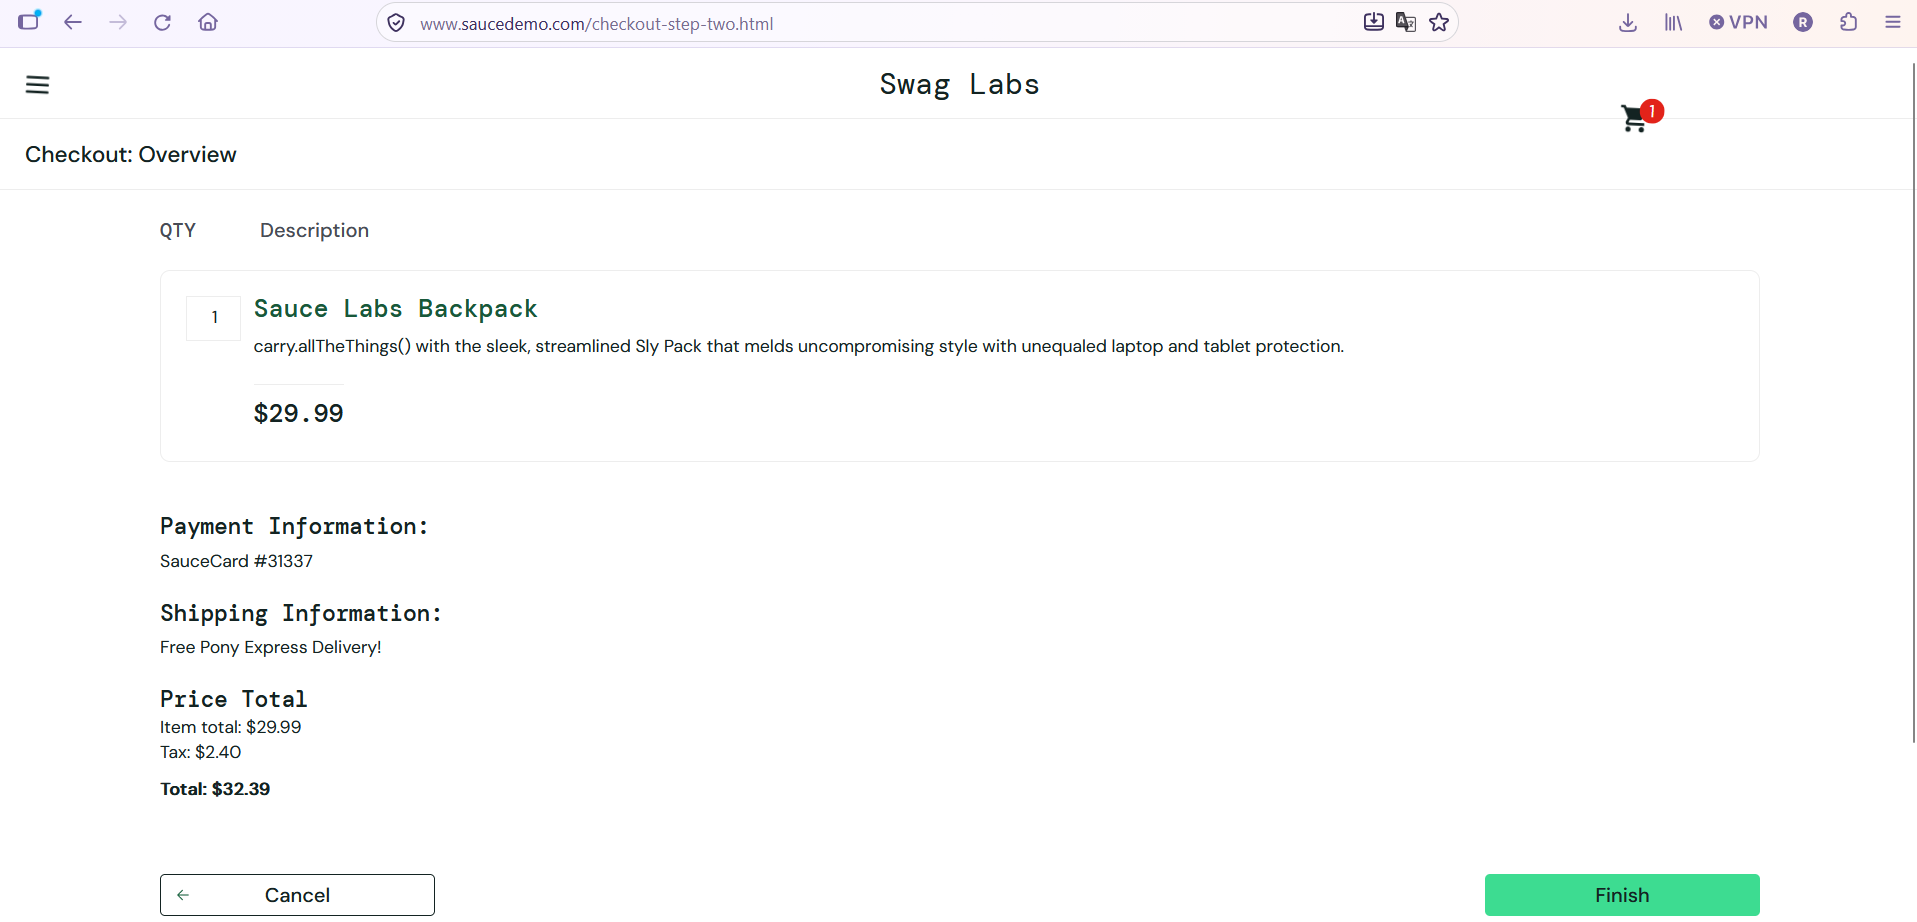 www.saucedemo.com/checkout-step-two.html
VPN
R
Swag Labs
1
Checkout: Overview
QTY Description
1
Sauce Labs Backpack
carry.allTheThings() with the sleek, streamlined Sly Pack that melds uncompromising style with unequaled laptop and tablet protection.
$29.99
Payment Information:
SauceCard #31337
Shipping Information:
Free Pony Express Delivery!
Price Total
Item total: $29.99
Tax: $2.40
Total: $32.39
Cancel
Finish